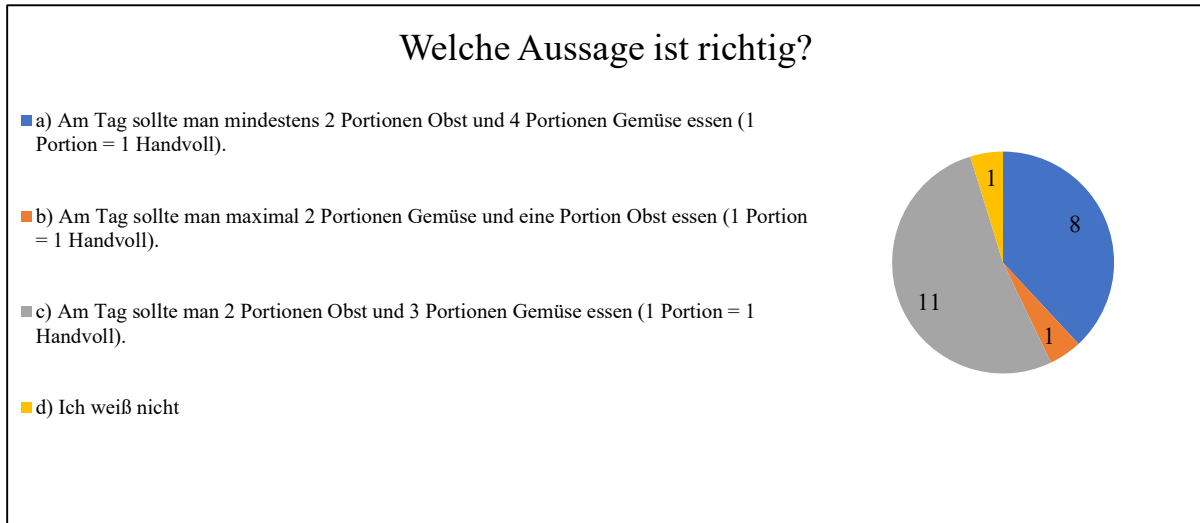 Welche Aussage ist richtig?
a) Am Tag sollte man mindestens 2 Portionen Obst und 4 Portionen Gemüse essen (1
Portion = 1 Handvoll).
b) Am Tag sollte man maximal 2 Portionen Gemüse und eine Portion Obst essen (1 Portion
= 1 Handvoll).
c) Am Tag sollte man 2 Portionen Obst und 3 Portionen Gemüse essen (1 Portion = 1
Handvoll).
d) Ich weiß nicht
1
8
11
1